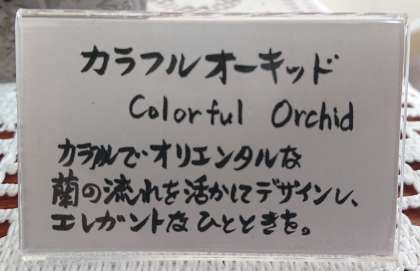 カラフルオーキッド
Colorful Orchid
カラフルでオリエンタルな
蘭の流れを活かしてデザインし、
エレガントなひとときを。